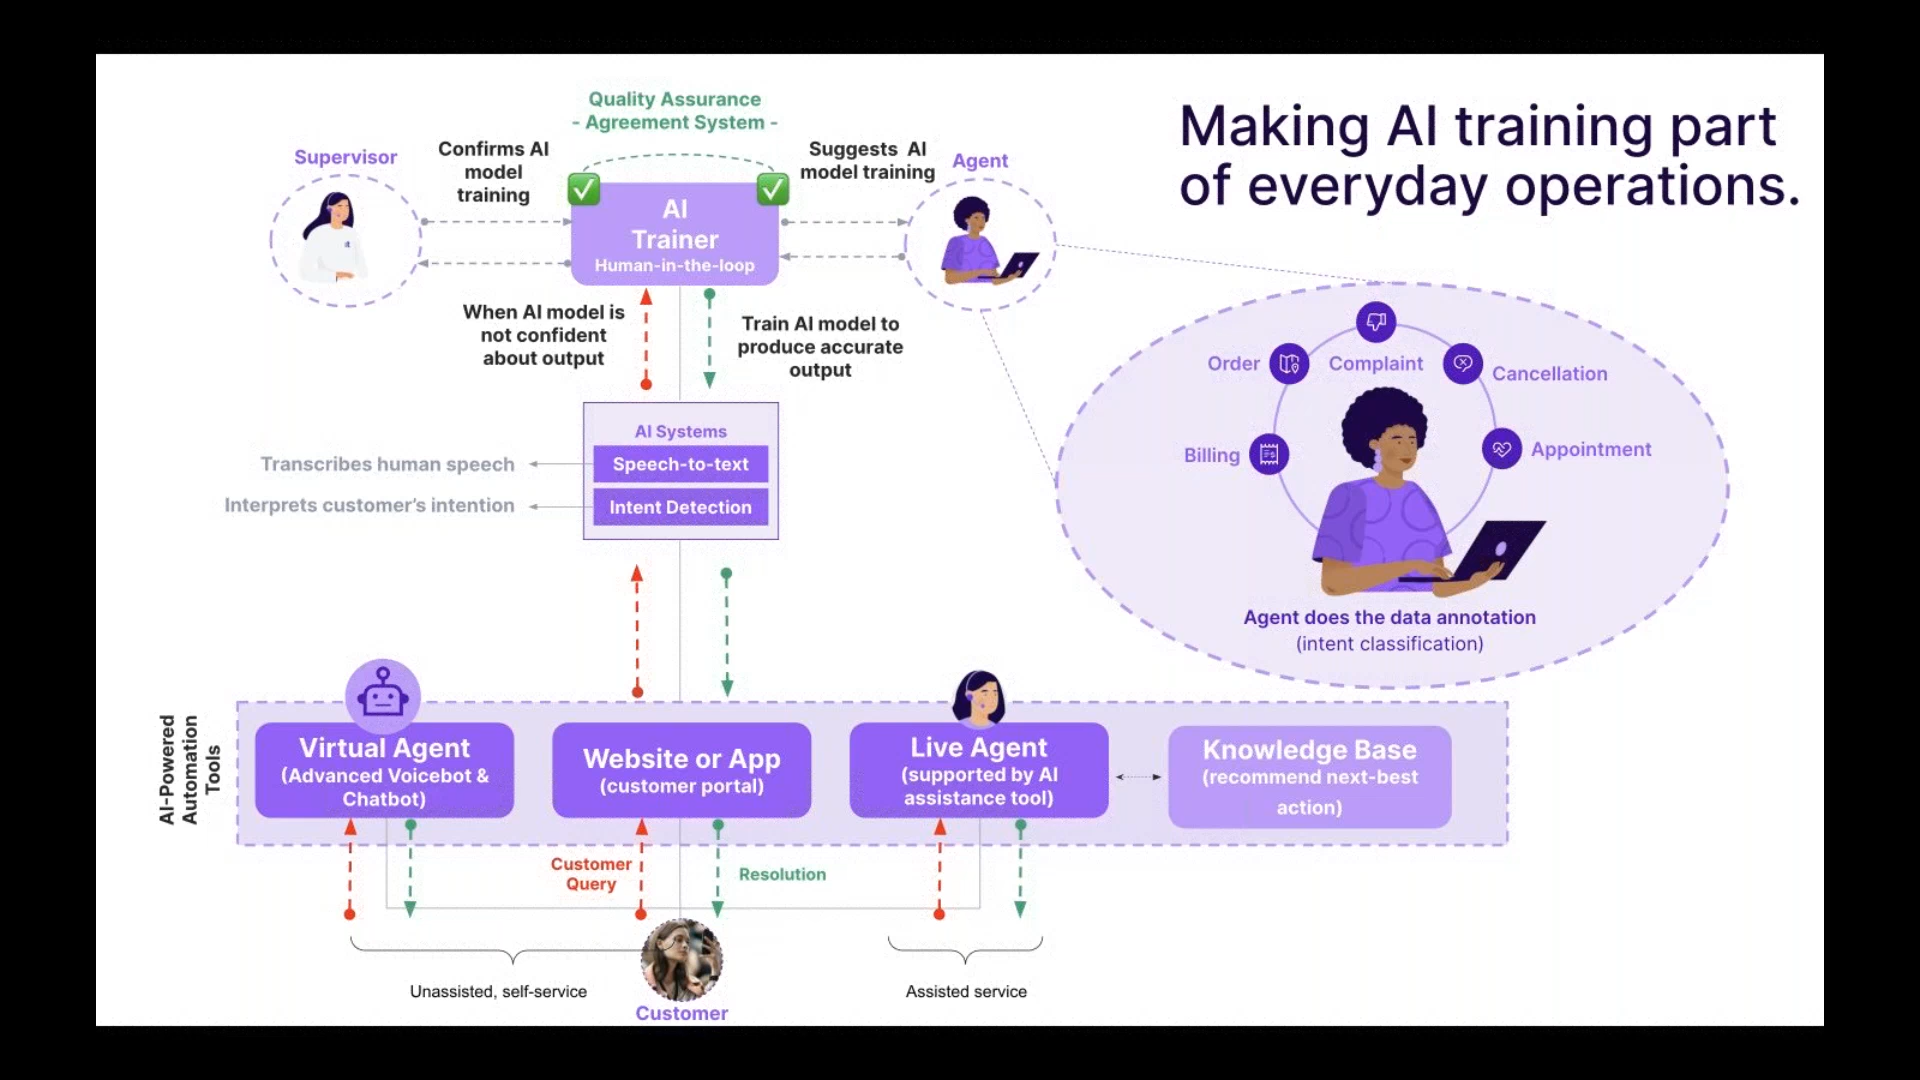 Making AI training part
of everyday operations.
Quality Assurance
- Agreement System -
Supervisor
Confirms AI
model
training
Suggests AI
model training
Agent
AI
Trainer
Human-in-the-loop
When AI model is
not confident
about output
Train AI model to
produce accurate
output
AI Systems
Speech-to-text
Intent Detection
Transcribes human speech
Interprets customer’s intention
Order
Complaint
Cancellation
Billing
Appointment
Agent does the data annotation
(intent classification)
AI-Powered
Automation
Tools
Virtual Agent
(Advanced Voicebot &
Chatbot)
Website or App
(customer portal)
Live Agent
(supported by AI
assistance tool)
Knowledge Base
(recommend next-best
action)
Customer
Query
Resolution
Unassisted, self-service
Assisted service
Customer